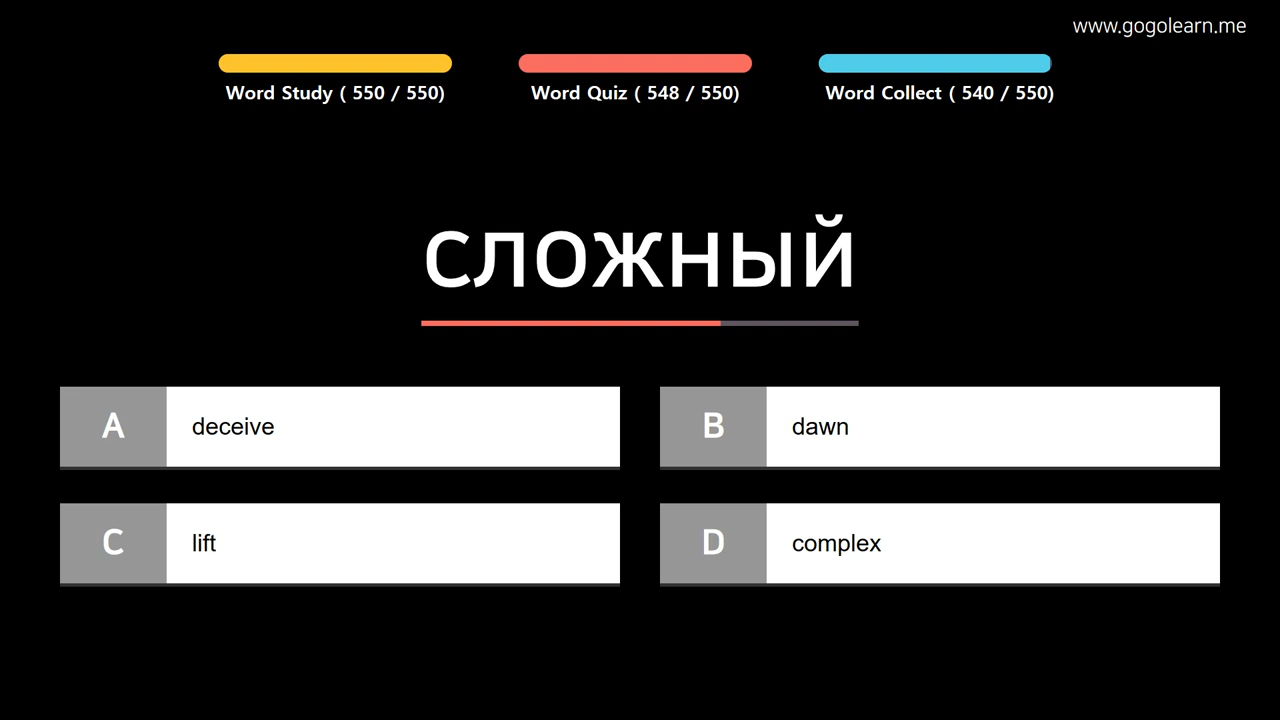 www.gogolearn.me
Word Study ( 550 / 550)
Word Quiz ( 548 / 550)
Word Collect ( 540 / 550)
сложный
A
deceive
B
dawn
C
lift
D
complex